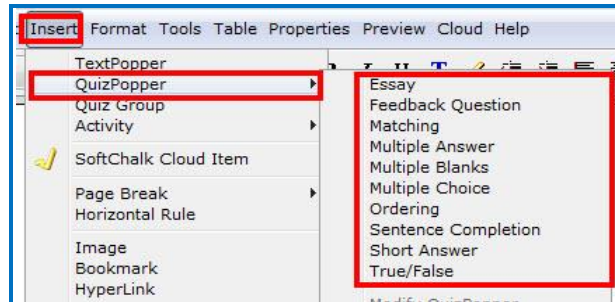 Insert Format Tools Table Properties Preview Cloud Help
TextPopper
QuizPopper
Quiz Group
Activity
SoftChalk Cloud Item
Page Break
Horizontal Rule
Image
Bookmark
HyperLink
Essay
Feedback Question
Matching
Multiple Answer
Multiple Blanks
Multiple Choice
Ordering
Sentence Completion
Short Answer
True/False
Modify QuizPopper